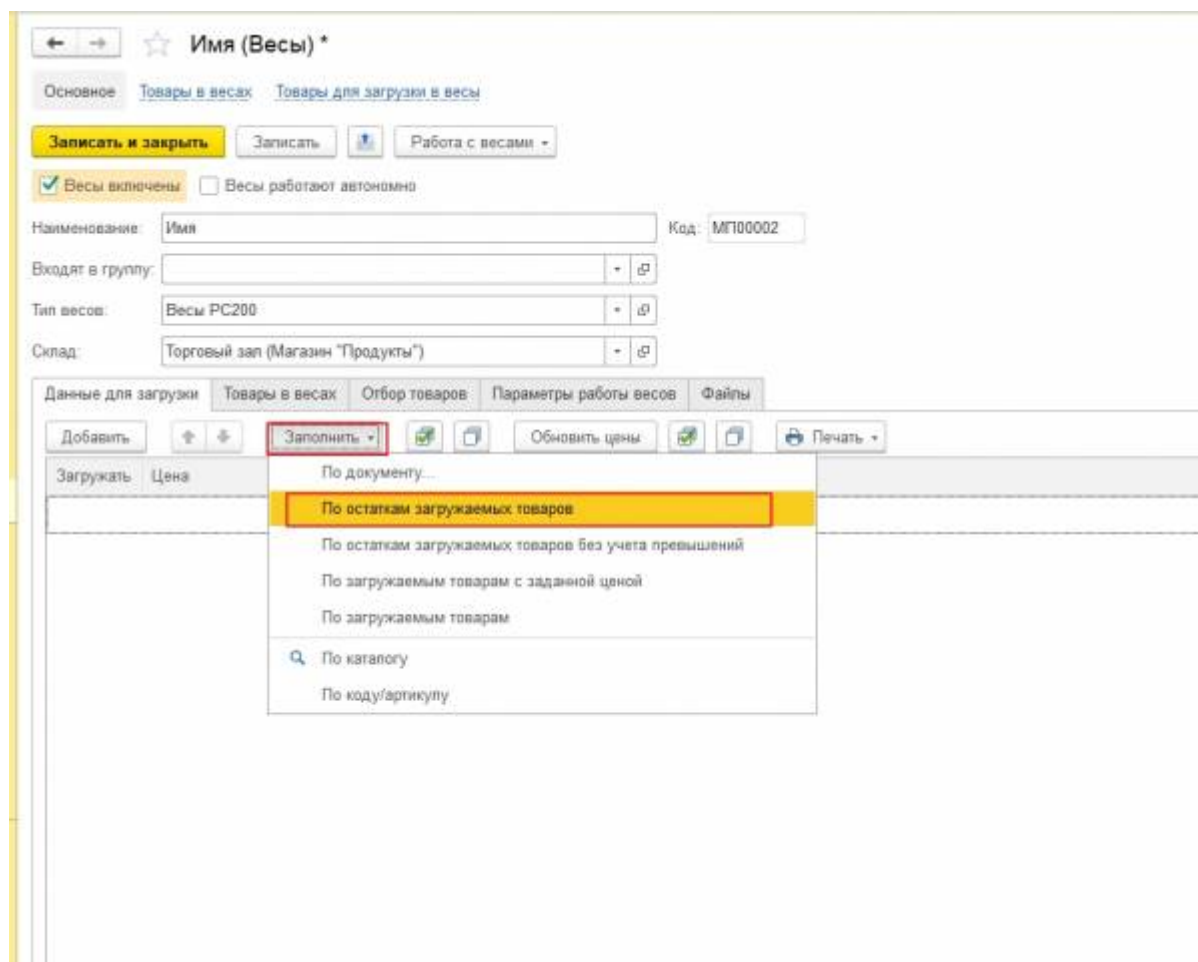 Имя (Весы) *
Основное Товары в весах Товары для загрузки в весы
Записать и закрыть Записать Работа с весами
Весы включены Весы работают автономно
Наименование: Имя Код: МП00002
Входят в группу:
Тип весов: Весы PC200
Склад: Торговый зал (Магазин "Продукты")
Данные для загрузки Товары в весах Отбор товаров Параметры работы весов Файлы
Добавить Заполнить Обновить цены Печать
Загружать Цена
По документу...
По остаткам загружаемых товаров
По остаткам загружаемых товаров без учета превышений
По загружаемым товарам с заданной ценой
По загружаемым товарам
По каталогу
По коду/артикулу